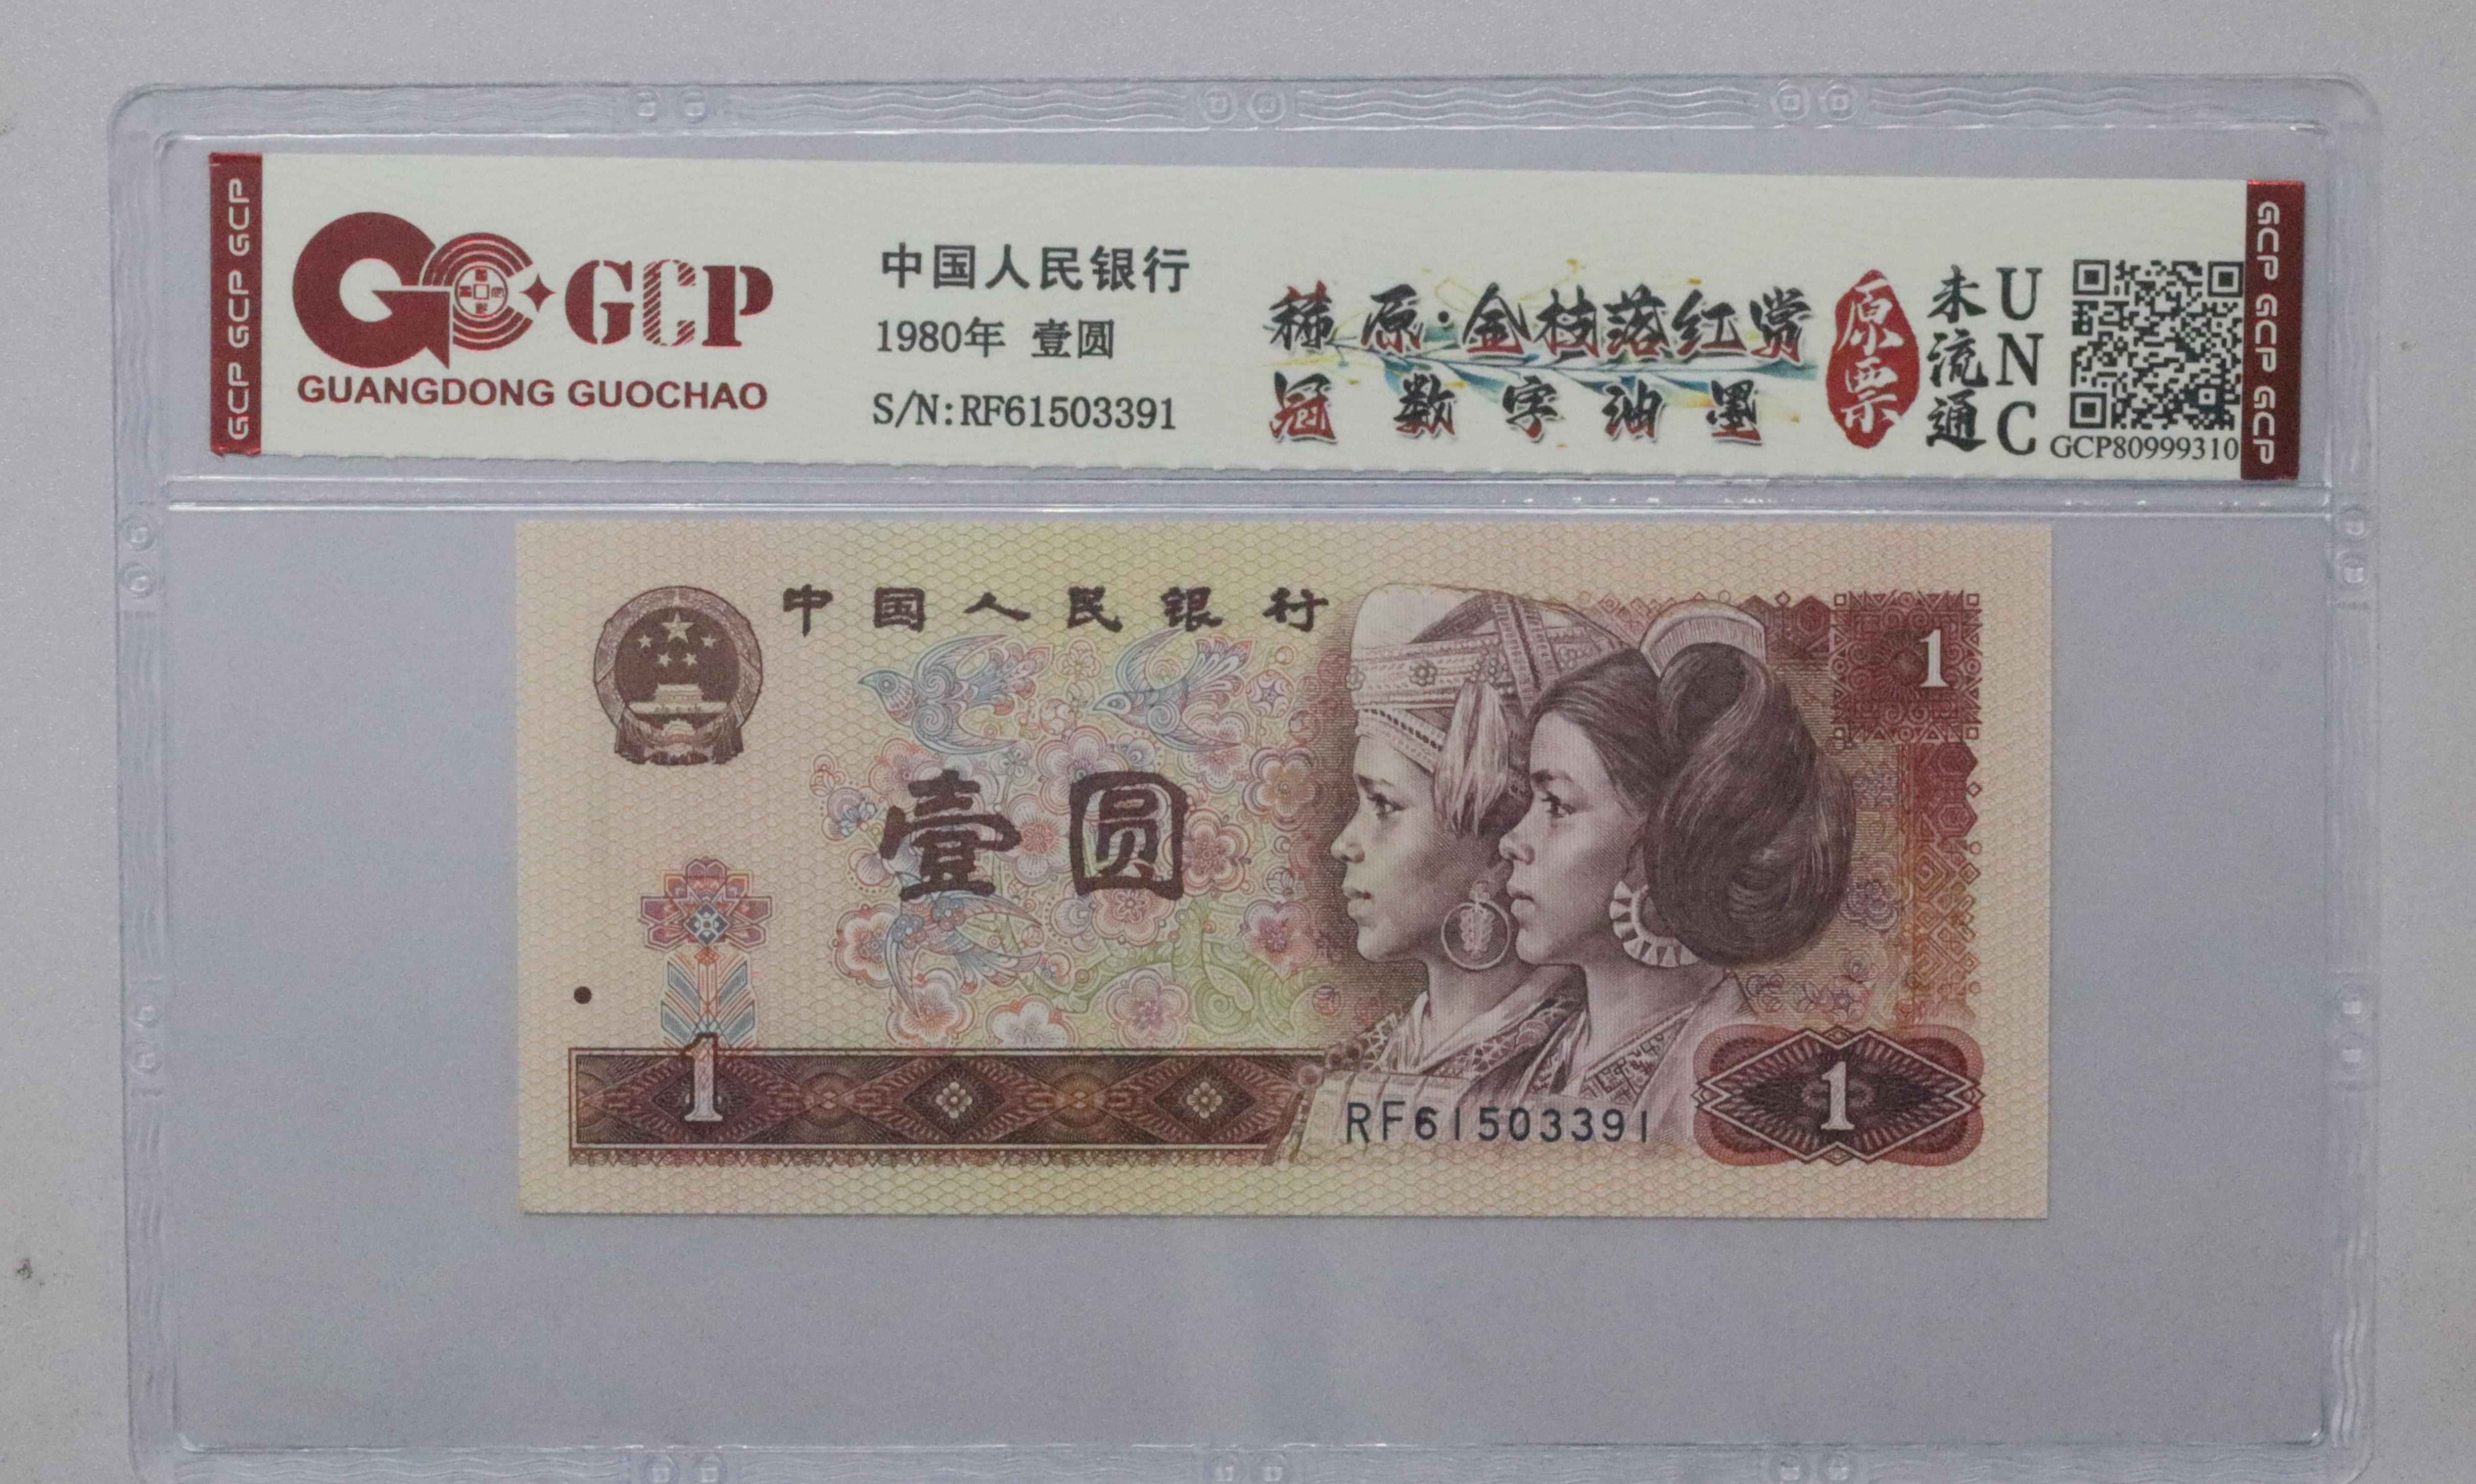 GCP GCP GCP
GCP
GUANGDONG GUOCHAO
中国人民银行
1980年 壹圆
S/N:RF61503391
稀原·金枝落红赏
冠数字油墨
原票
未流通
UNC
GCP80999310
GCP GCP GCP
中国人民银行
1
壹圆
1
RF61503391
1